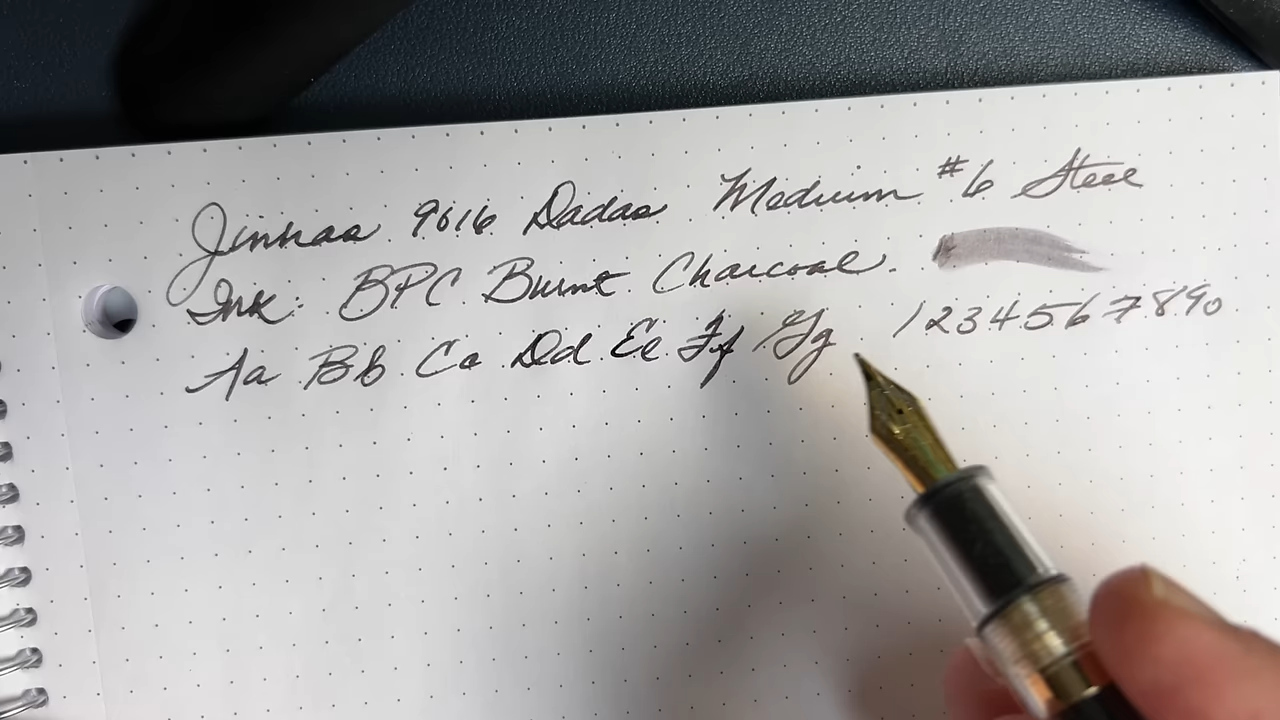 Jinhao 9016 Dadao Medium #6 Steel
Ink: BPC Burnt Charcoal.
Aa Bb Cc Dd Ee Ff Gg 1234567890